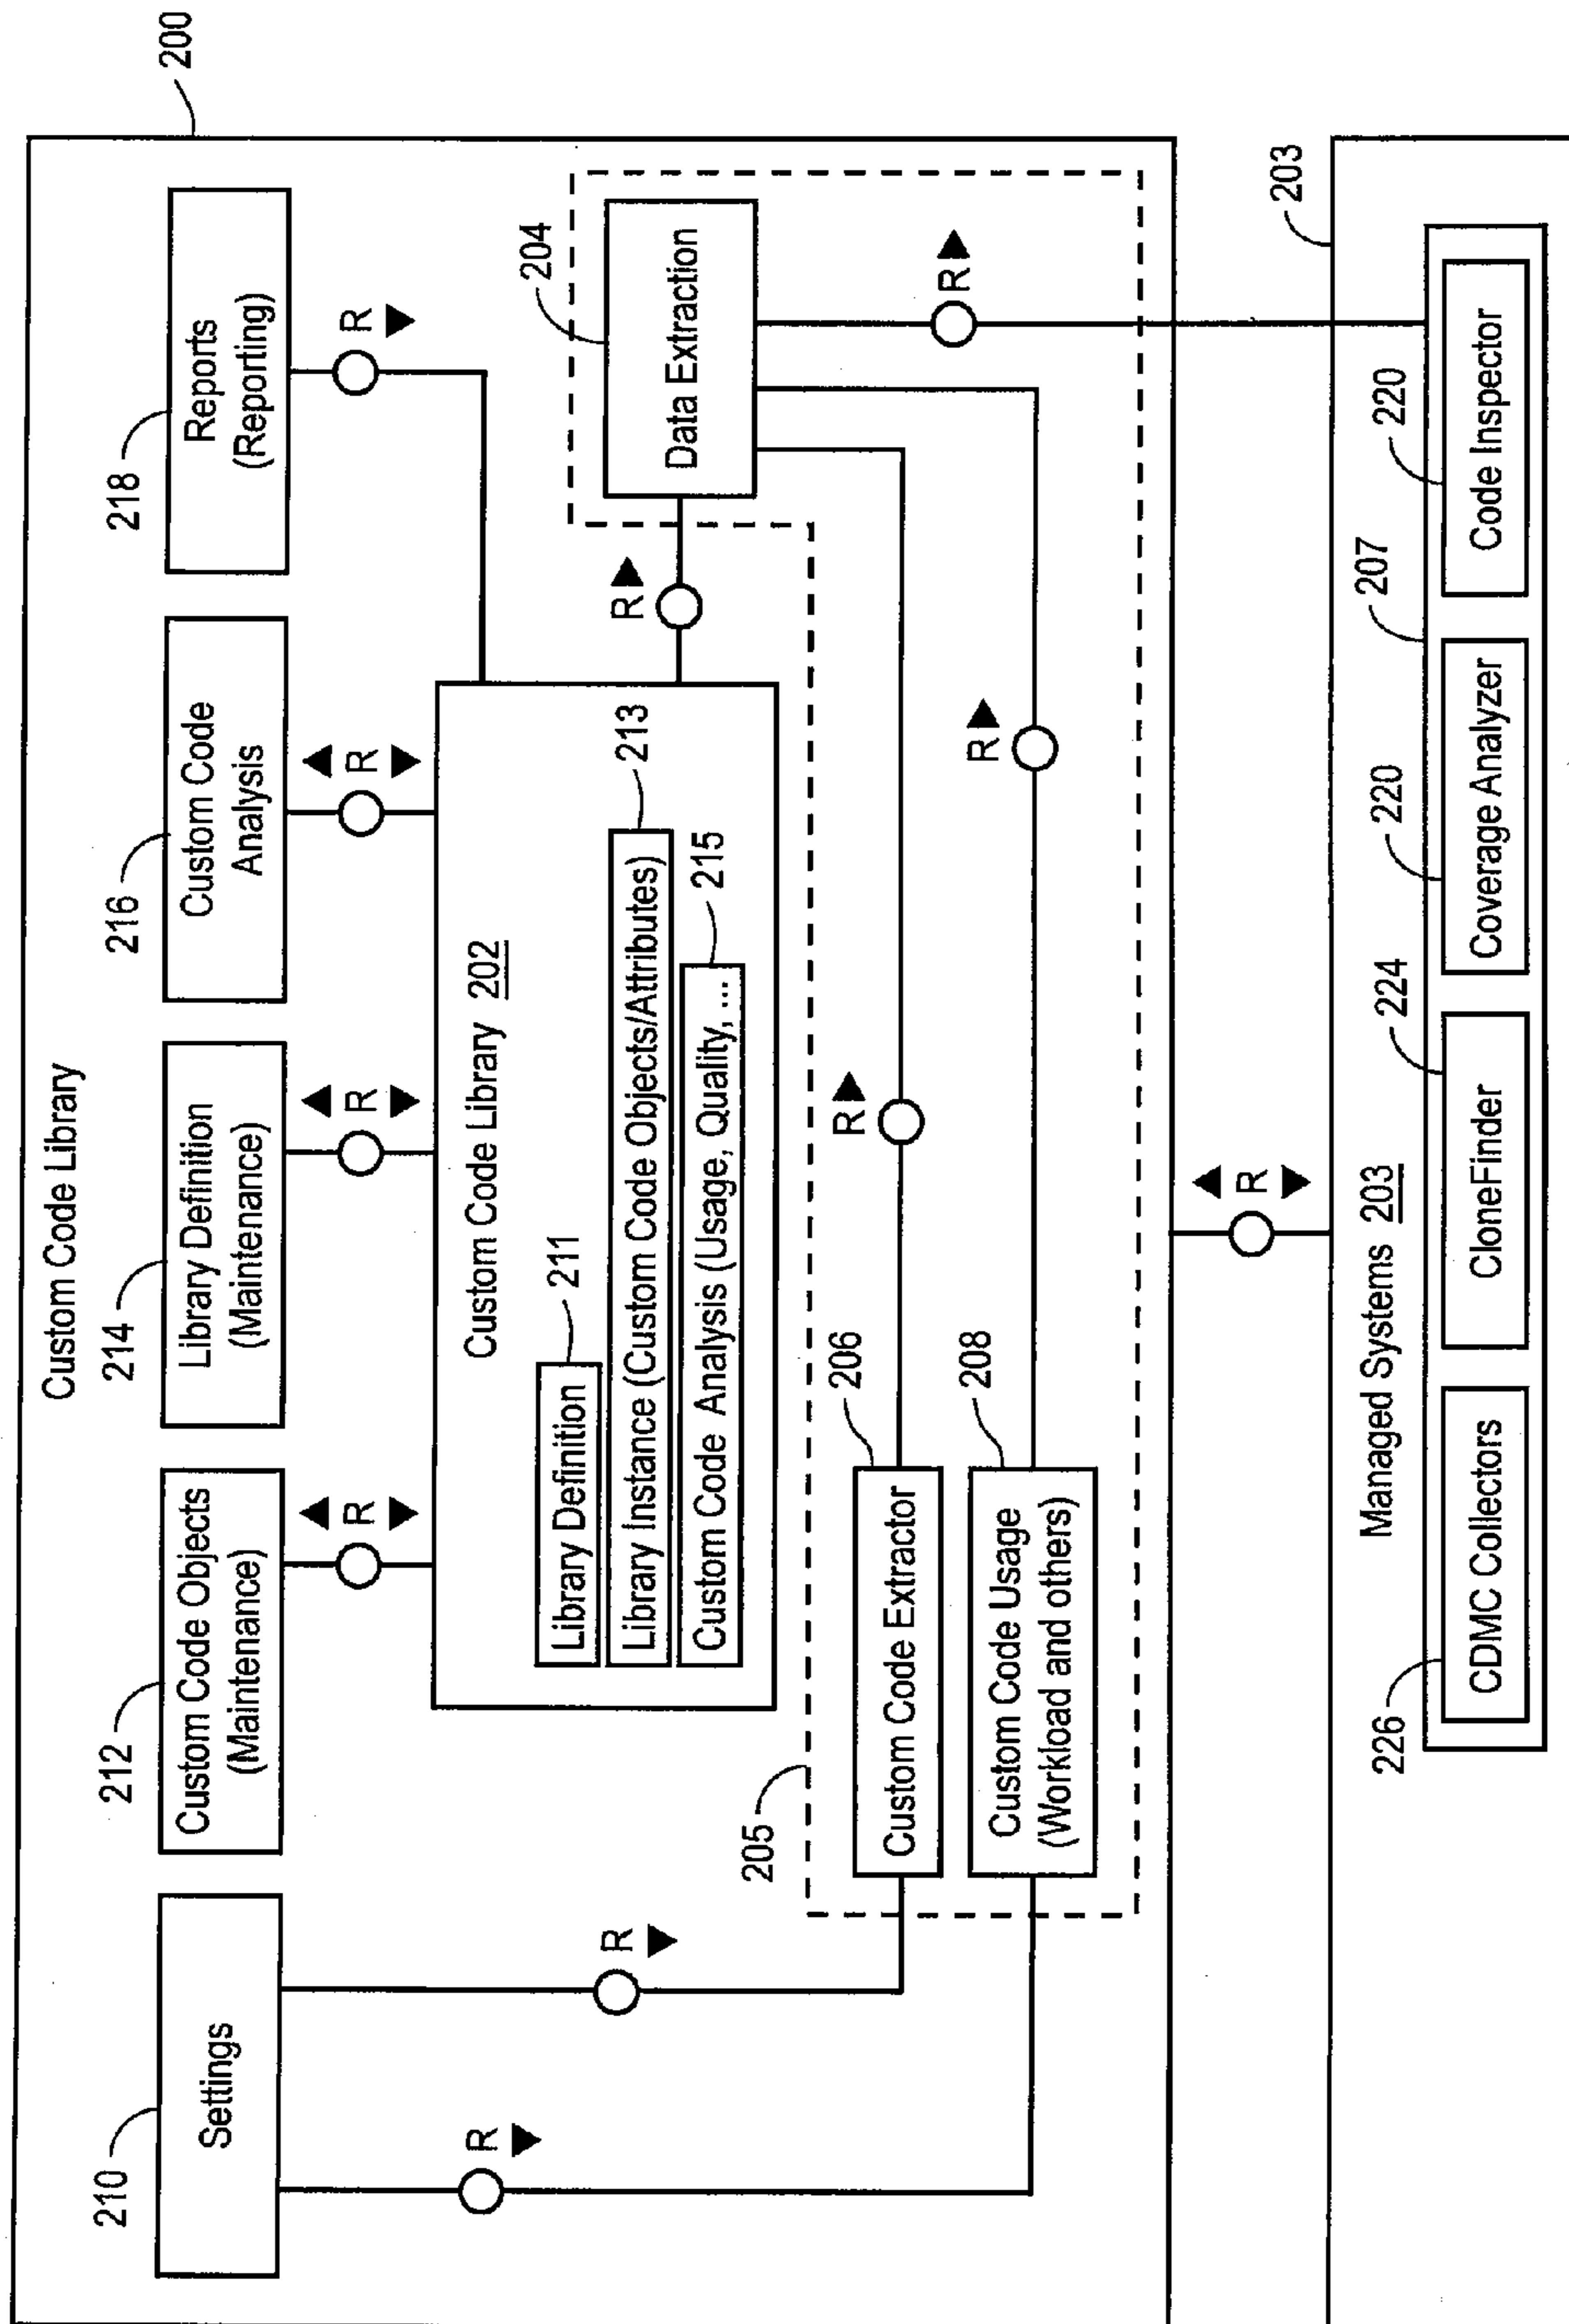 Custom Code Library
200
210
Settings
212
Custom Code Objects
(Maintenance)
214
Library Definition
(Maintenance)
216
Custom Code
Analysis
218
Reports
(Reporting)
R
R
R
R
R
R
Custom Code Library 202
211
Library Definition
213
Library Instance (Custom Code Objects/Attributes)
215
Custom Code Analysis (Usage, Quality, ...
R
204
Data Extraction
205
206
Custom Code Extractor
R
208
Custom Code Usage
(Workload and others)
R
R
R
203
Managed Systems 203
207
226
CDMC Collectors
224
CloneFinder
220
Coverage Analyzer
220
Code Inspector